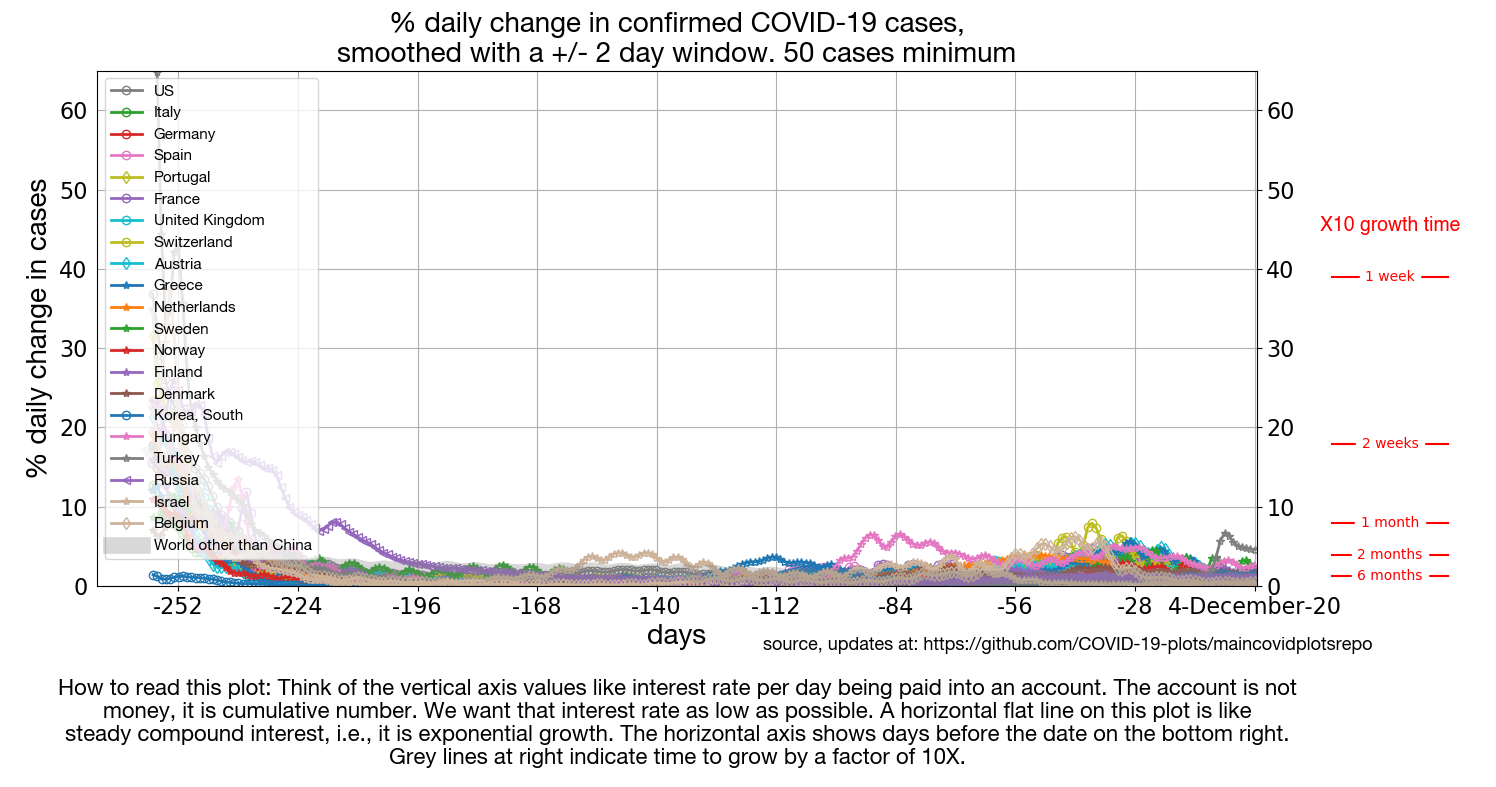 % daily change in confirmed COVID-19 cases,
smoothed with a +/- 2 day window. 50 cases minimum
% daily change in cases
60
50
40
30
20
10
0
US
Italy
Germany
Spain
Portugal
France
United Kingdom
Switzerland
Austria
Greece
Netherlands
Sweden
Norway
Finland
Denmark
Korea, South
Hungary
Turkey
Russia
Israel
Belgium
World other than China
60
50
40
30
20
10
0
X10 growth time
1 week
2 weeks
1 month
2 months
6 months
-252 -224 -196 -168 -140 -112 -84 -56 -28 4-December-20
days
source, updates at: https://github.com/COVID-19-plots/maincovidplotsrepo
How to read this plot: Think of the vertical axis values like interest rate per day being paid into an account. The account is not
money, it is cumulative number. We want that interest rate as low as possible. A horizontal flat line on this plot is like
steady compound interest, i.e., it is exponential growth. The horizontal axis shows days before the date on the bottom right.
Grey lines at right indicate time to grow by a factor of 10X.